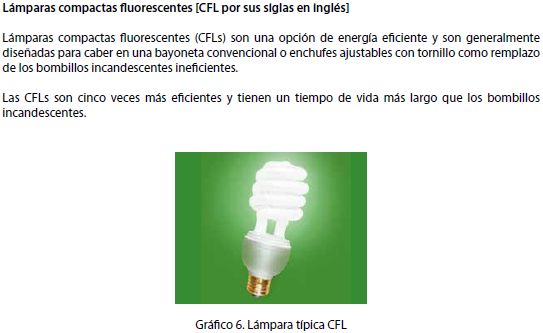 Lámparas compactas fluorescentes [CFL por sus siglas en inglés]
Lámparas compactas fluorescentes (CFLs) son una opción de energía eficiente y son generalmente
diseñadas para caber en una bayoneta convencional o enchufes ajustables con tornillo como remplazo
de los bombillos incandescentes ineficientes.
Las CFLs son cinco veces más eficientes y tienen un tiempo de vida más largo que los bombillos
incandescentes.
Gráfico 6. Lámpara típica CFL